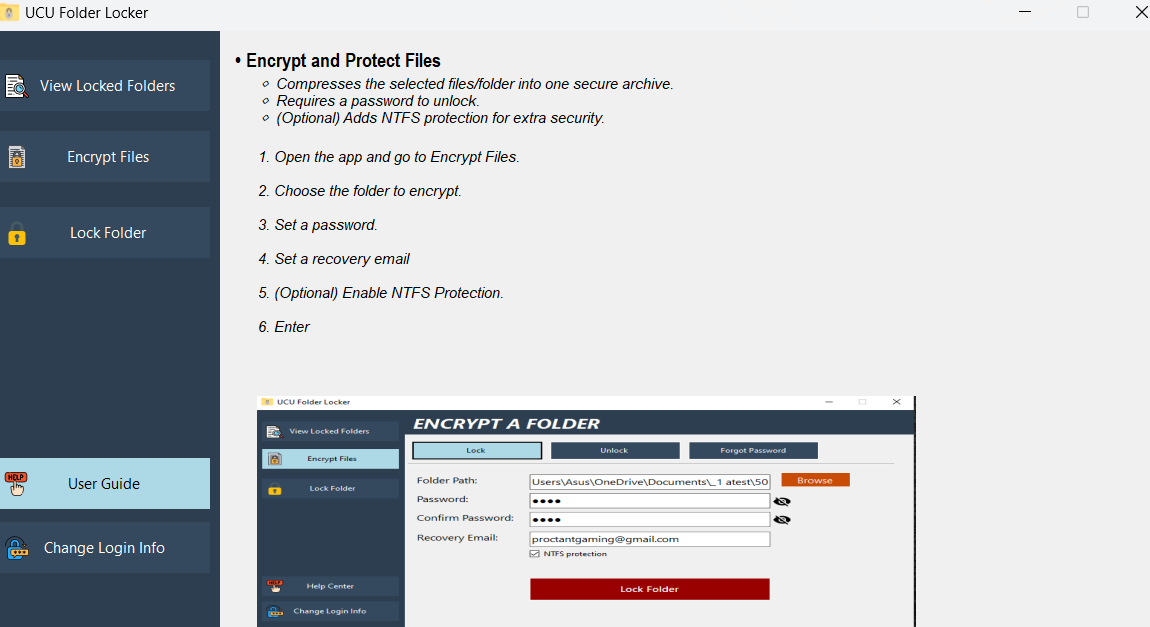 UCU Folder Locker
View Locked Folders
Encrypt Files
Lock Folder
HELP
User Guide
Change Login Info
• Encrypt and Protect Files
Compresses the selected files/folder into one secure archive.
Requires a password to unlock.
(Optional) Adds NTFS protection for extra security.
1. Open the app and go to Encrypt Files.
2. Choose the folder to encrypt.
3. Set a password.
4. Set a recovery email
5. (Optional) Enable NTFS Protection.
6. Enter
UCU Folder Locker
View Locked Folders
Encrypt Files
Lock Folder
HELP
Help Center
Change Login Info
ENCRYPT A FOLDER
Lock Unlock Forgot Password
Folder Path: Users\Asus\OneDrive\Documents\_1 atest\50 Browse
Password: ●●●●
Confirm Password: ●●●●
Recovery Email: proctantgaming@gmail.com
NTFS protection
Lock Folder